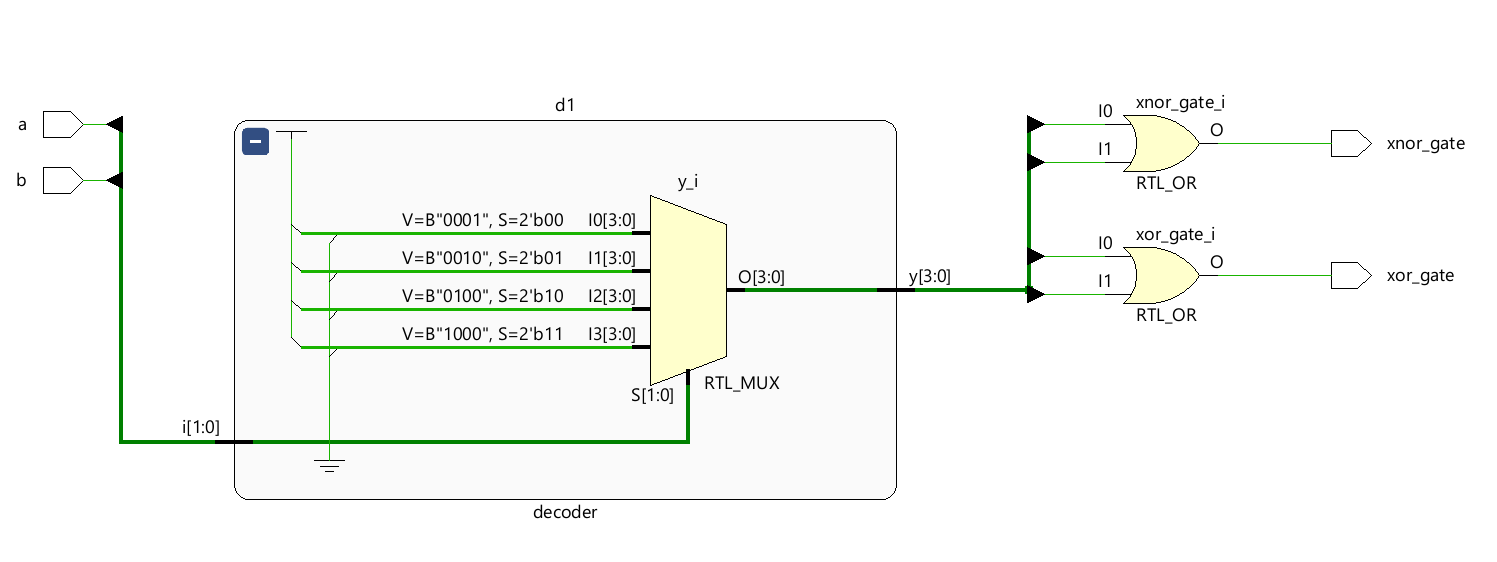 d1
a
b
V=B"0001", S=2'b00 I0[3:0]
V=B"0010", S=2'b01 I1[3:0]
V=B"0100", S=2'b10 I2[3:0]
V=B"1000", S=2'b11 I3[3:0]
y_i
O[3:0]
S[1:0]
RTL_MUX
i[1:0]
decoder
y[3:0]
xnor_gate_i
I0
I1
O
RTL_OR
xnor_gate
xor_gate_i
I0
I1
O
RTL_OR
xor_gate